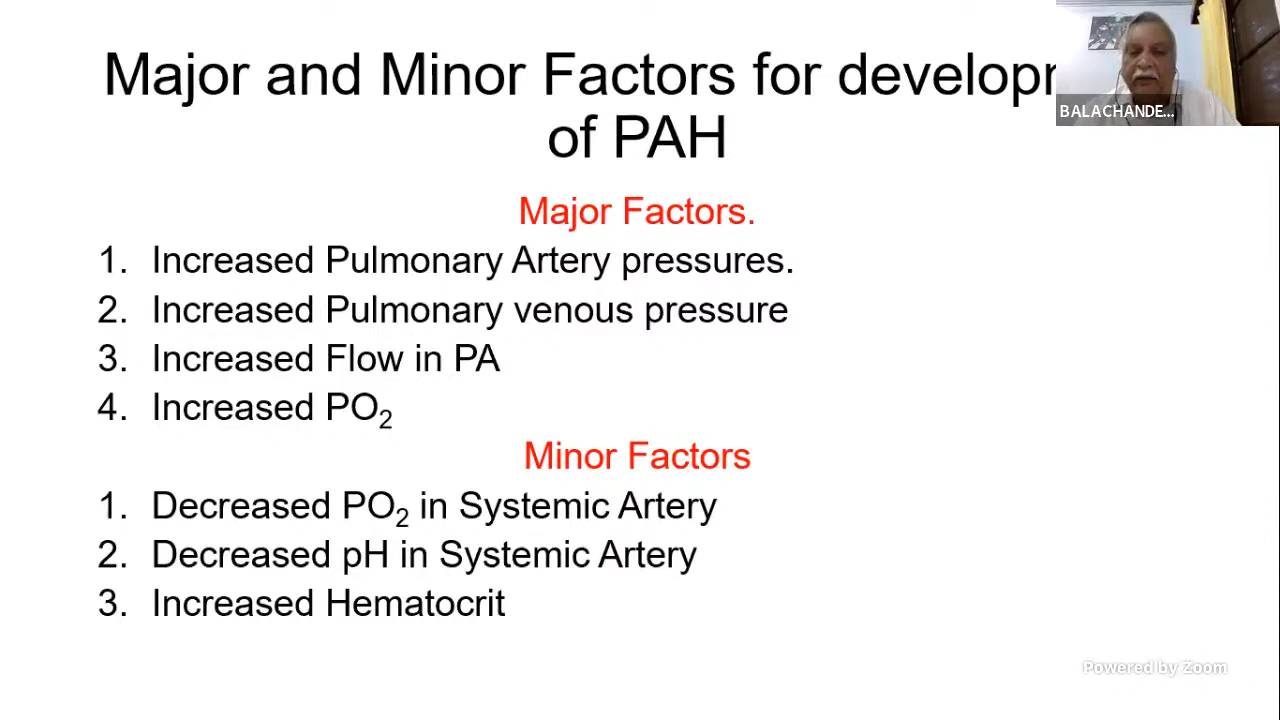 Major and Minor Factors for developm
of PAH
BALACHANDE...
Major Factors.
1. Increased Pulmonary Artery pressures.
2. Increased Pulmonary venous pressure
3. Increased Flow in PA
4. Increased PO₂
Minor Factors
1. Decreased PO₂ in Systemic Artery
2. Decreased pH in Systemic Artery
3. Increased Hematocrit
Powered by Zoom